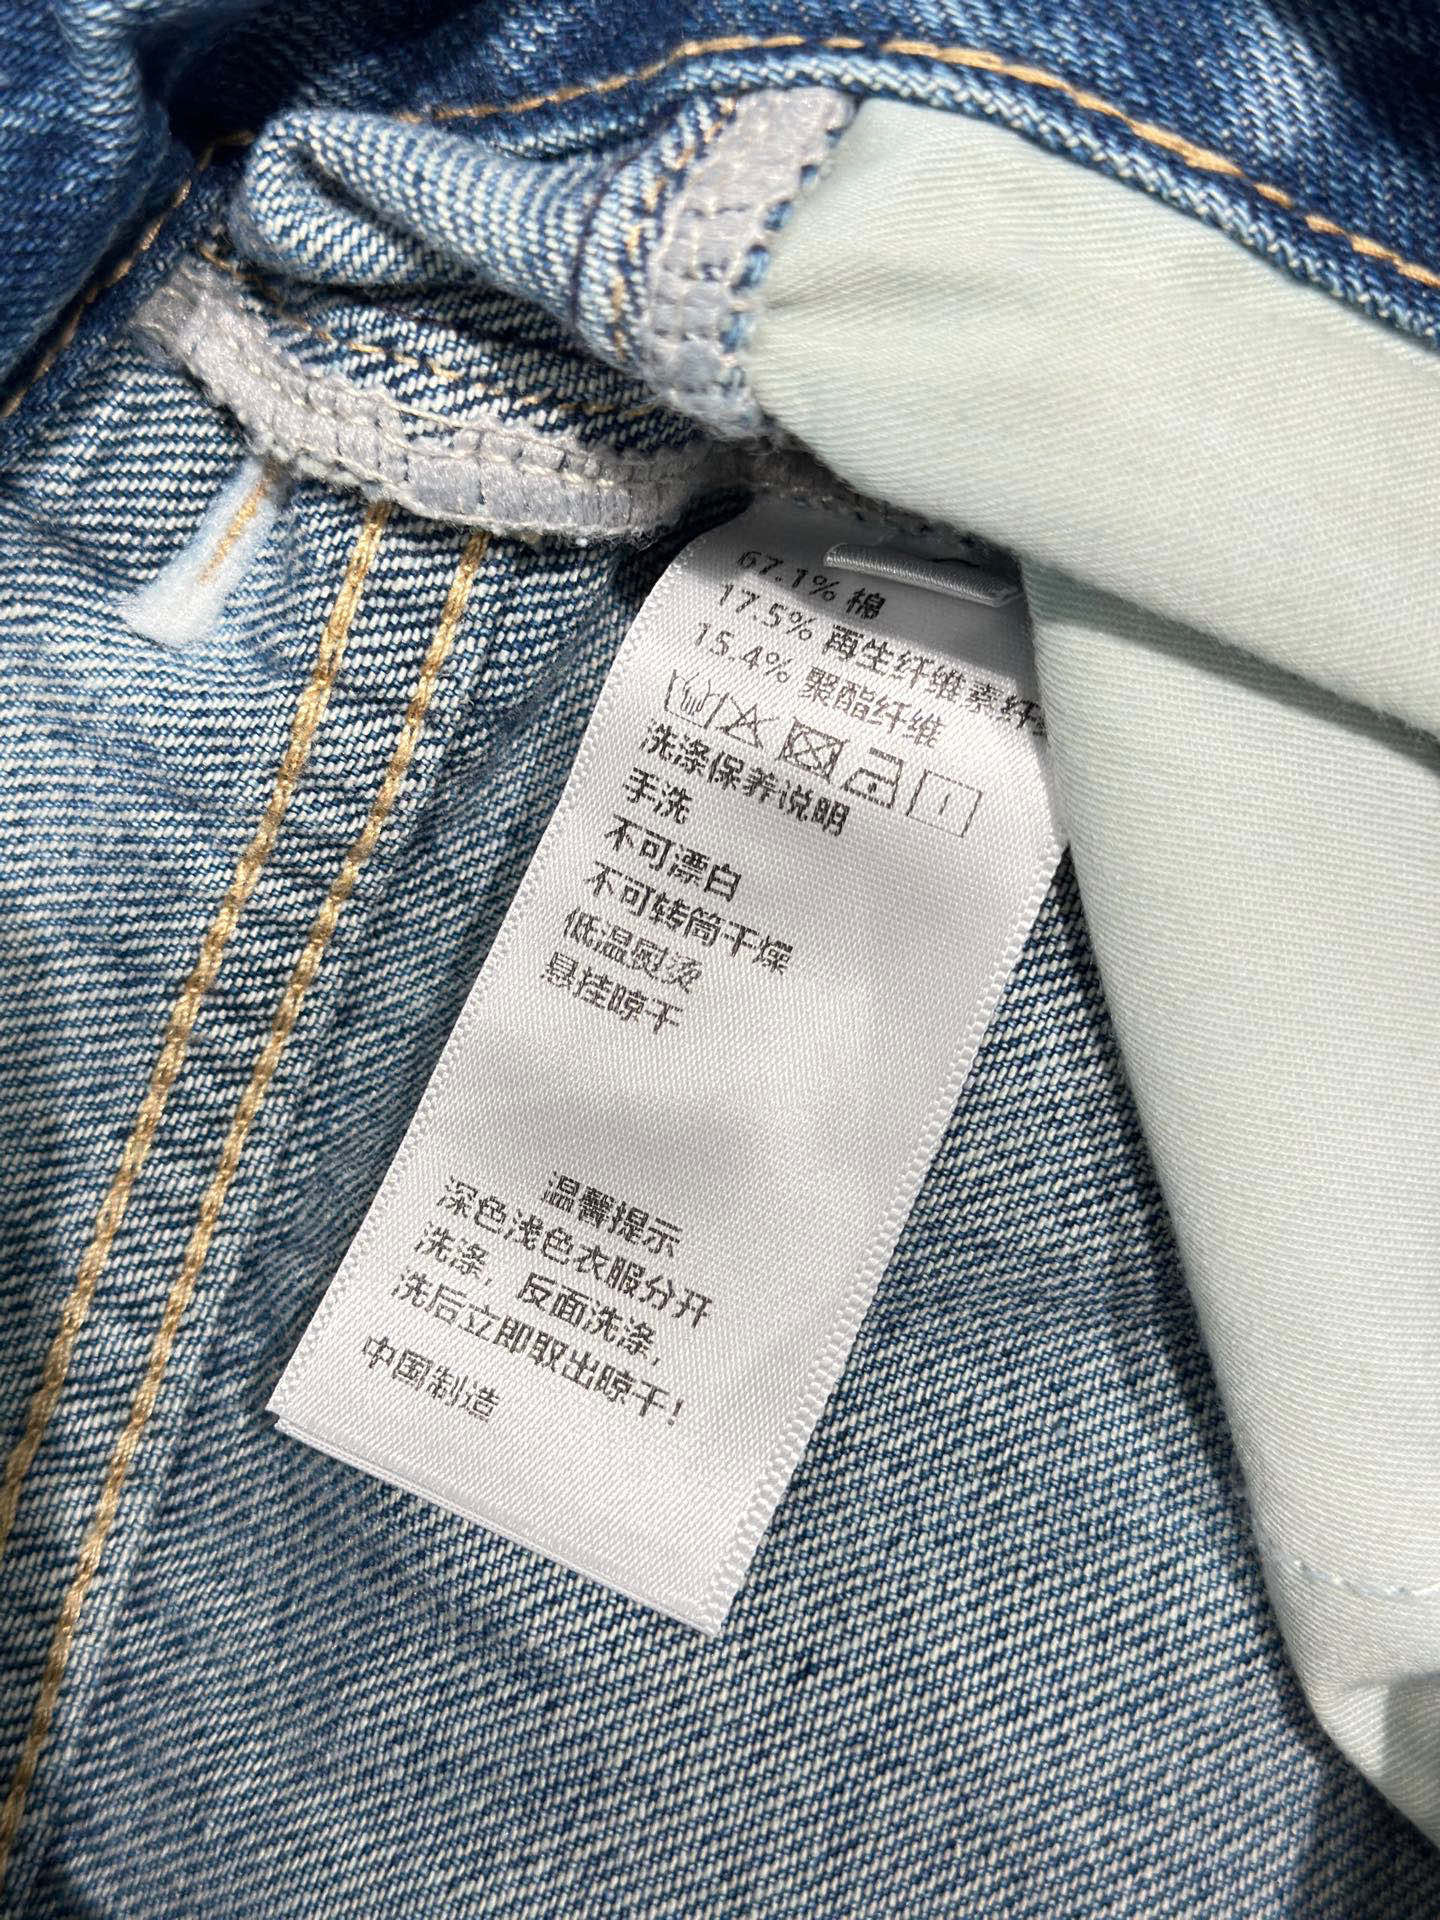 67.1% 棉
17.5% 再生纤维素纤
15.4% 聚酯纤维
洗涤保养说明
手洗
不可漂白
不可转筒干燥
低温熨烫
悬挂晾干
温馨提示
深色浅色衣服分开
洗涤，反面洗涤，
洗后立即取出晾干！
中国制造